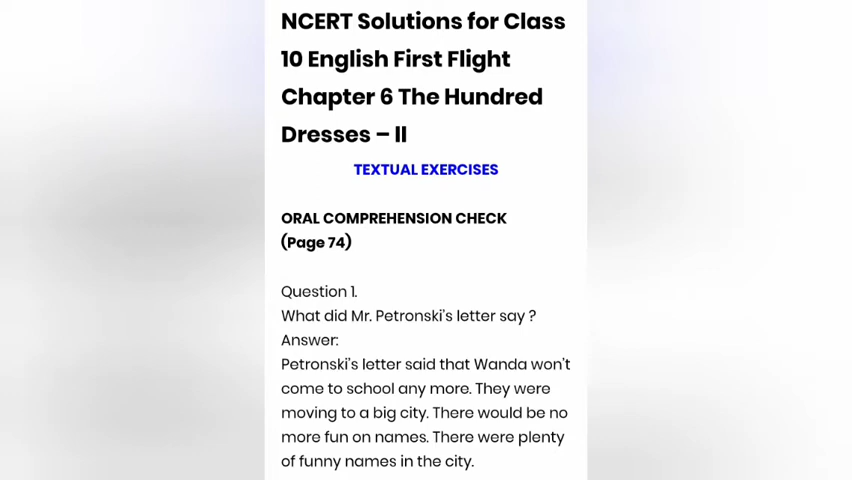 NCERT Solutions for Class
10 English First Flight
Chapter 6 The Hundred
Dresses – II
TEXTUAL EXERCISES
ORAL COMPREHENSION CHECK
(Page 74)
Question 1.
What did Mr. Petronski’s letter say ?
Answer:
Petronski’s letter said that Wanda won’t
come to school any more. They were
moving to a big city. There would be no
more fun on names. There were plenty
of funny names in the city.